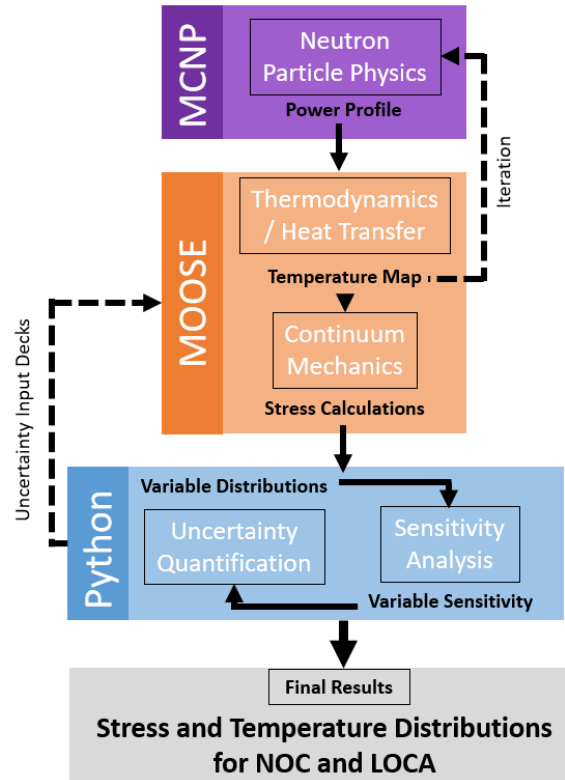 MCNP
Neutron
Particle Physics
Power Profile
Iteration
MOOSE
Thermodynamics
/ Heat Transfer
Temperature Map
Continuum
Mechanics
Stress Calculations
Uncertainty Input Decks
Python
Variable Distributions
Uncertainty
Quantification
Sensitivity
Analysis
Variable Sensitivity
Final Results
Stress and Temperature Distributions
for NOC and LOCA